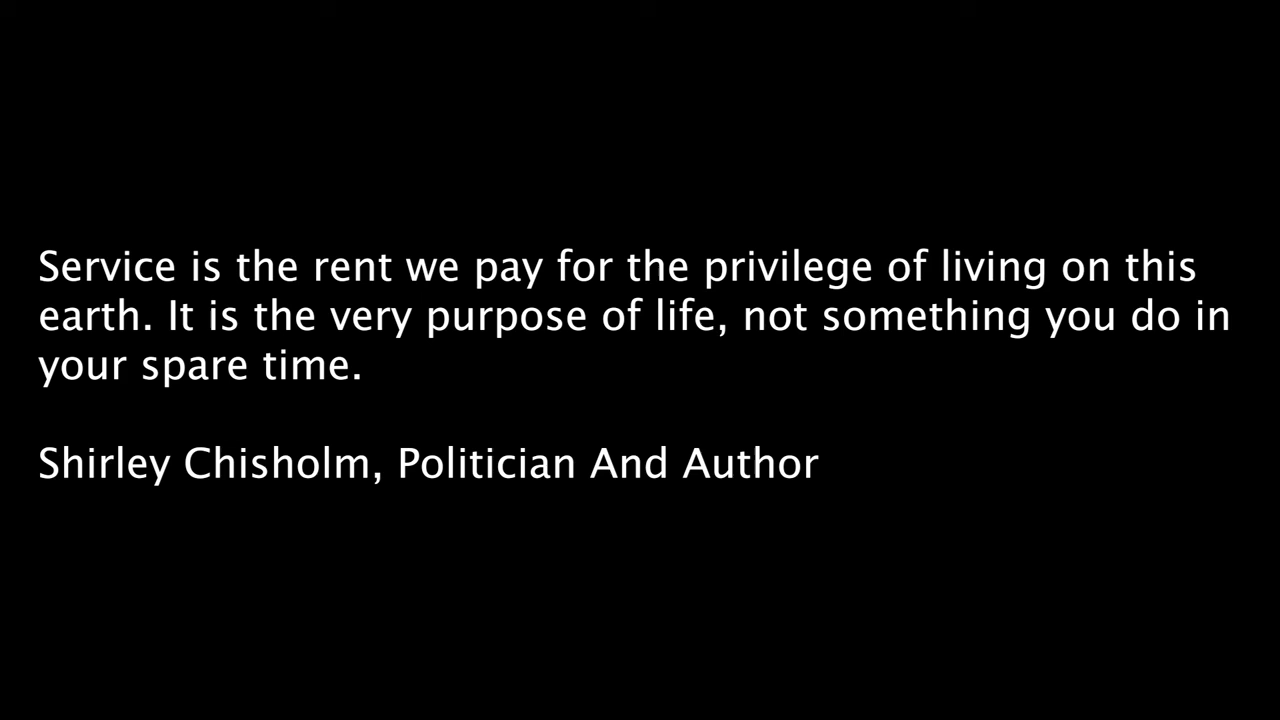 Service is the rent we pay for the privilege of living on this
earth. It is the very purpose of life, not something you do in
your spare time.
Shirley Chisholm, Politician And Author